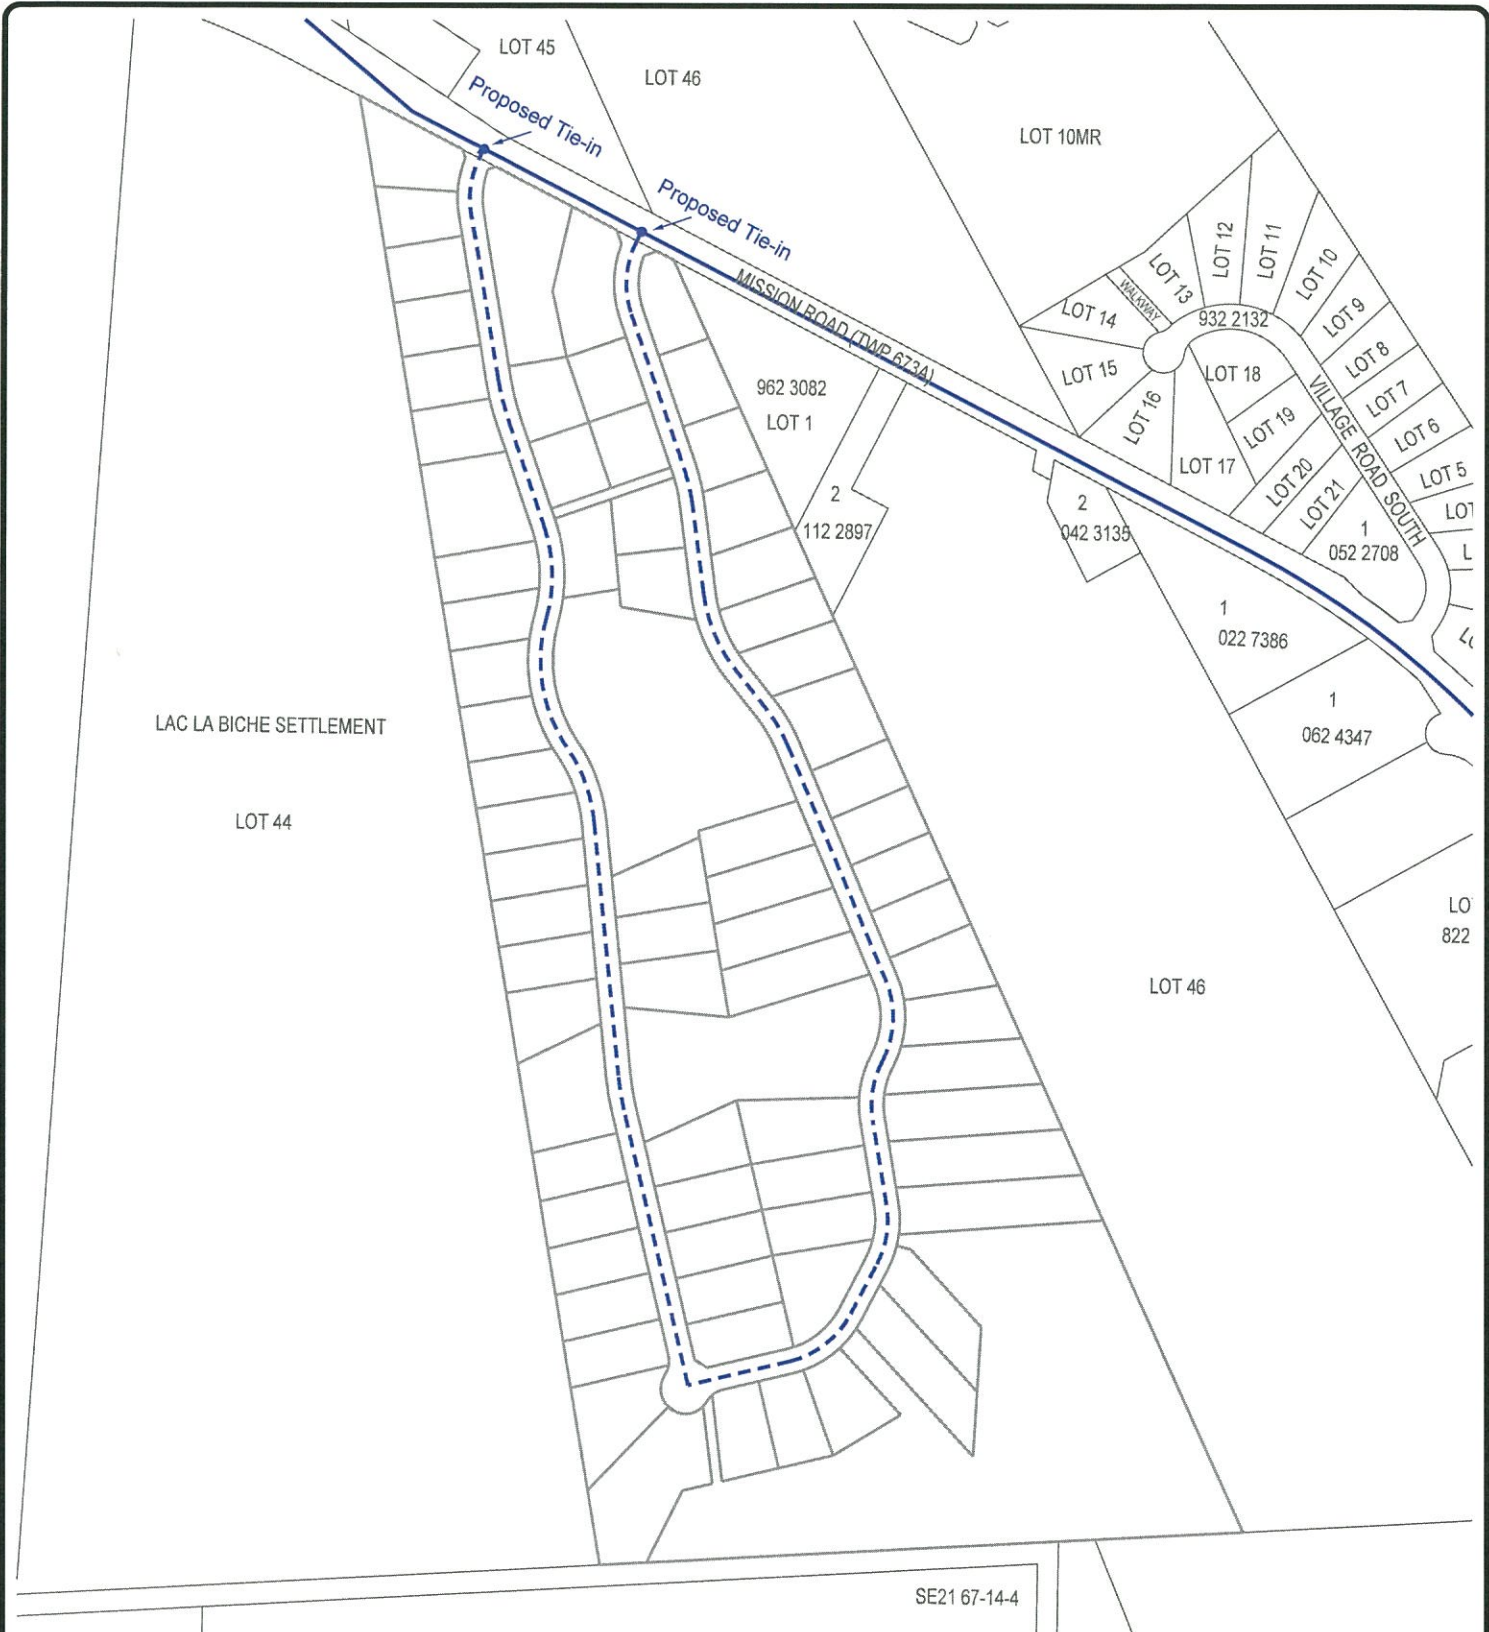 LOT 45
LOT 46
Proposed Tie-in
Proposed Tie-in
LOT 10MR
MISSION ROAD (TWP 673A)
LOT 12
LOT 11
LOT 10
LOT 13
WALKWAY
LOT 14
932 2132
LOT 9
LOT 8
LOT 15
LOT 18
LOT 7
LOT 16
LOT 19
LOT 6
LOT 17
LOT 20
LOT 21
LOT 5
LOT
L
VILLAGE ROAD SOUTH
962 3082
LOT 1
2
112 2897
2
042 3135
1
052 2708
1
022 7386
1
062 4347
LAC LA BICHE SETTLEMENT
LOT 44
LO
822
LOT 46
SE21 67-14-4